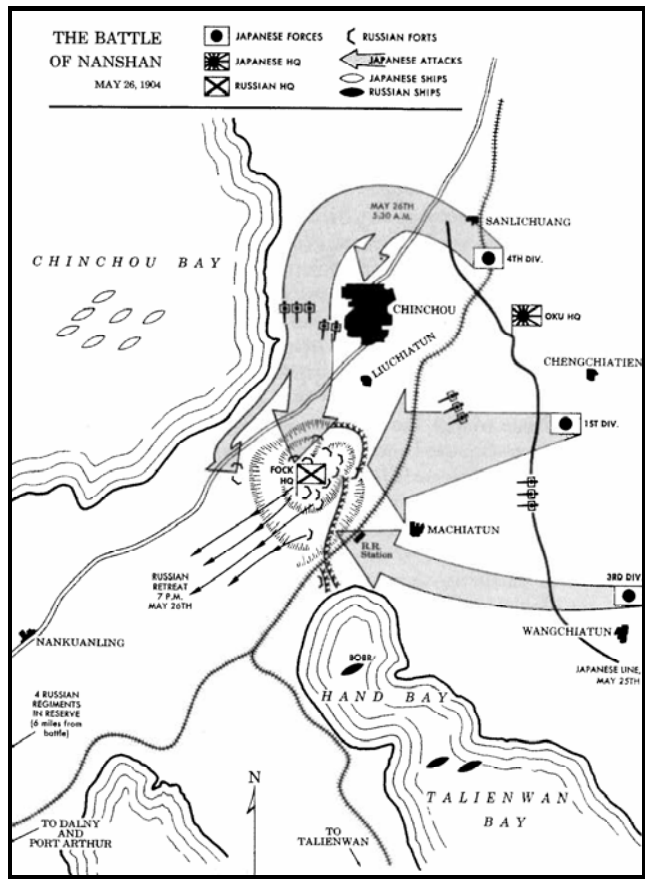 THE BATTLE
OF NANSHAN
MAY 26, 1904
JAPANESE FORCES
JAPANESE HQ
RUSSIAN HQ
RUSSIAN FORTS
JAPANESE ATTACKS
JAPANESE SHIPS
RUSSIAN SHIPS
MAY 26TH
5:30 A.M.
SANLICHUANG
4TH DIV.
CHINCHOU BAY
CHINCHOU
OKU HQ
LIUCHIATUN
CHENGCHIATIEN
1ST DIV.
FOCK
HQ
MACHIATUN
R.R.
Station
RUSSIAN
RETREAT
7 P.M.
MAY 26TH
3RD DIV
NANKUANLING
WANGCHIATUN
BOBR
JAPANESE LINE,
MAY 25TH
HAND BAY
4 RUSSIAN
REGIMENTS
IN RESERVE
(6 miles from
battle)
N
TALIENWAN
BAY
TO DALNY
AND
PORT ARTHUR
TO
TALIENWAN